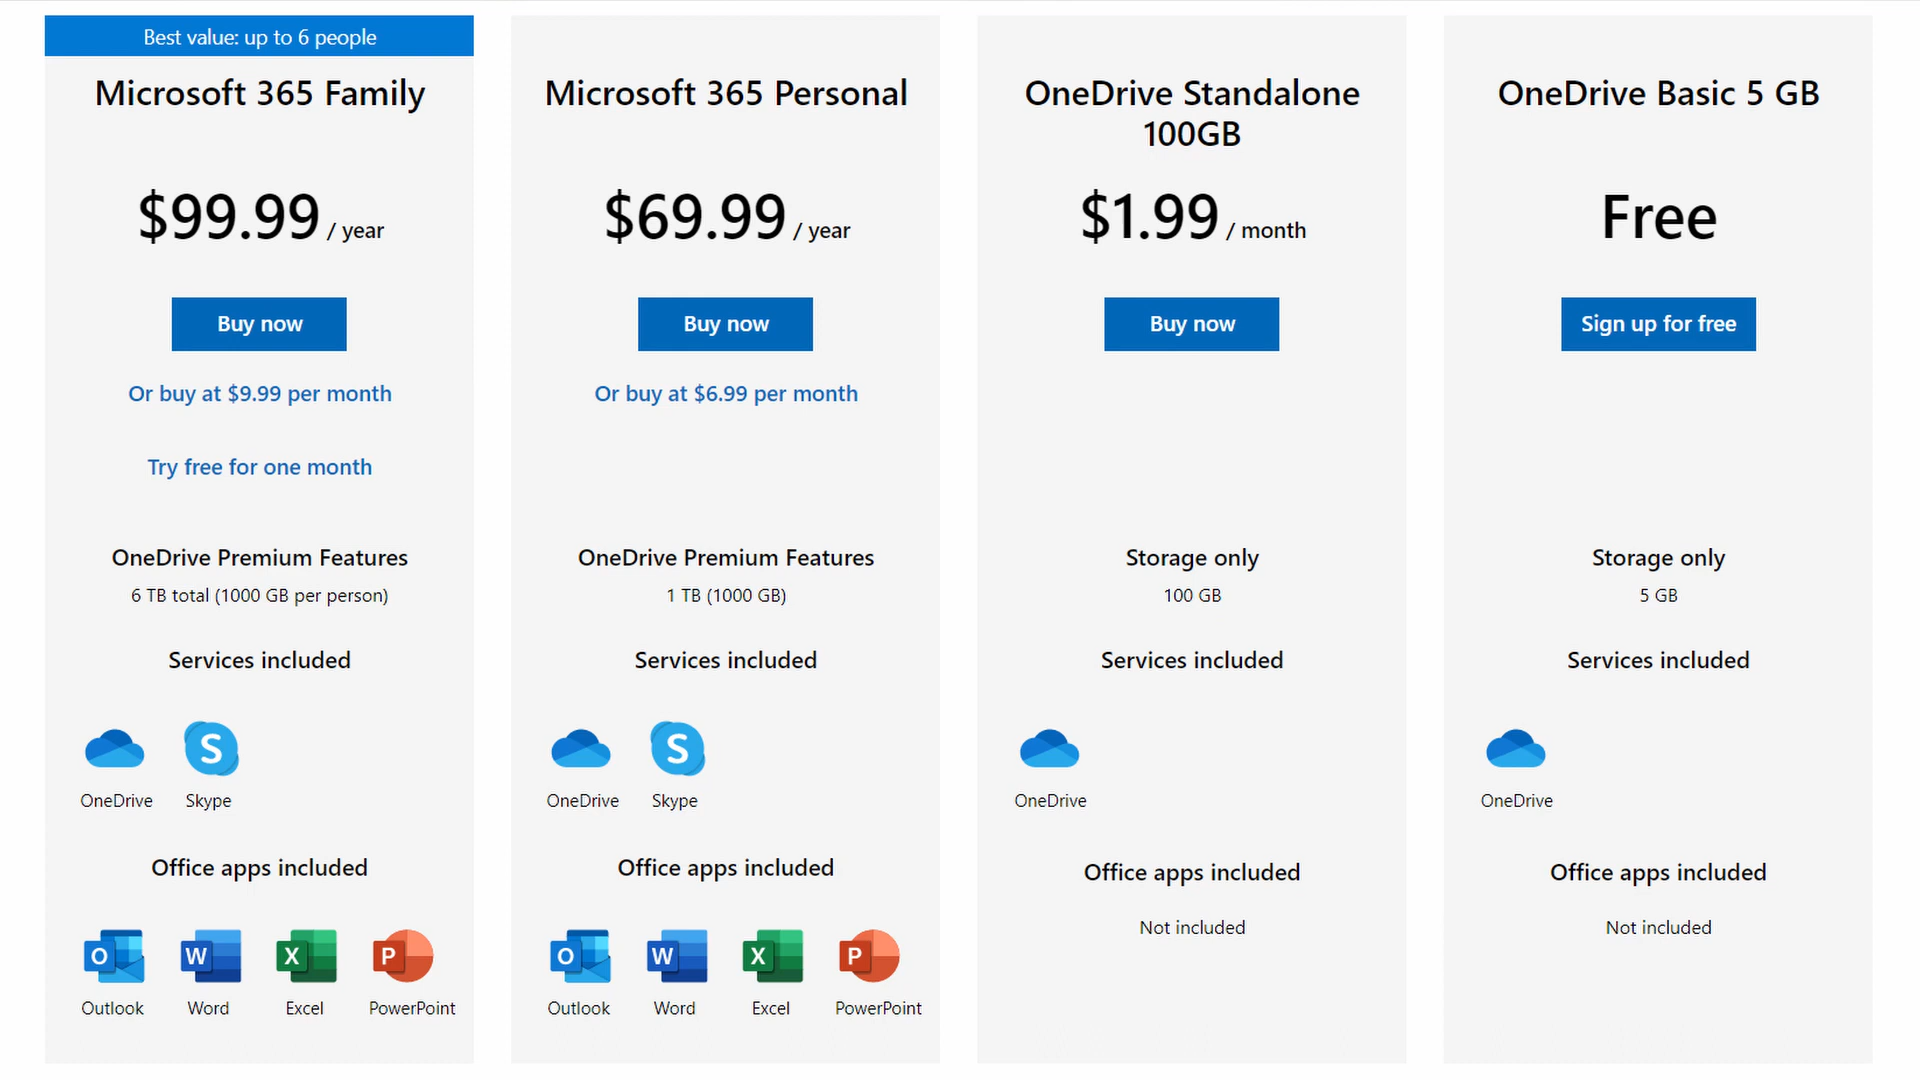 Best value: up to 6 people
Microsoft 365 Family
$99.99 / year
Buy now
Or buy at $9.99 per month
Try free for one month
OneDrive Premium Features
6 TB total (1000 GB per person)
Services included
S
OneDrive Skype
Office apps included
O W X P
Outlook Word Excel PowerPoint
Microsoft 365 Personal
$69.99 / year
Buy now
Or buy at $6.99 per month
OneDrive Premium Features
1 TB (1000 GB)
Services included
S
OneDrive Skype
Office apps included
O W X P
Outlook Word Excel PowerPoint
OneDrive Standalone
100GB
$1.99 / month
Buy now
Storage only
100 GB
Services included
OneDrive
Office apps included
Not included
OneDrive Basic 5 GB
Free
Sign up for free
Storage only
5 GB
Services included
OneDrive
Office apps included
Not included